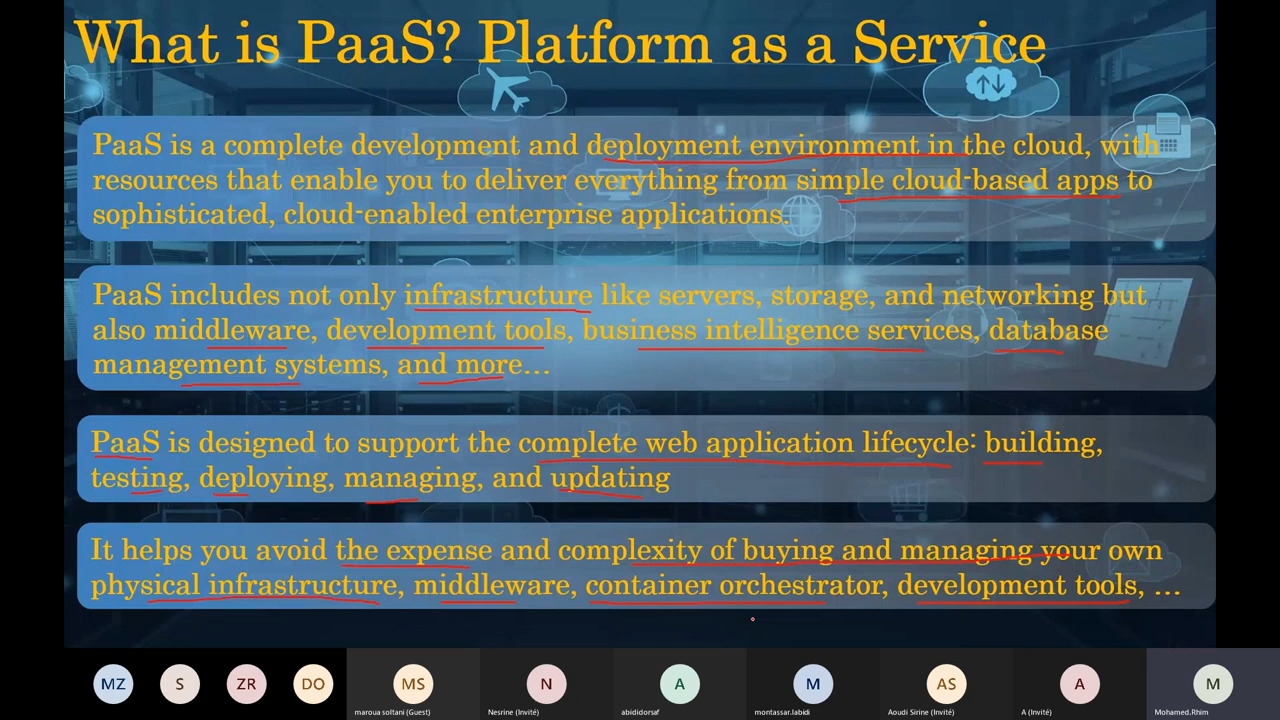 What is PaaS? Platform as a Service
PaaS is a complete development and deployment environment in the cloud, with
resources that enable you to deliver everything from simple cloud-based apps to
sophisticated, cloud-enabled enterprise applications.
PaaS includes not only infrastructure like servers, storage, and networking but
also middleware, development tools, business intelligence services, database
management systems, and more...
PaaS is designed to support the complete web application lifecycle: building,
testing, deploying, managing, and updating
It helps you avoid the expense and complexity of buying and managing your own
physical infrastructure, middleware, container orchestrator, development tools, ...
MZ S ZR DO MS N A M AS A M
maroua soltani (Guest) Nesrine (Invité) abididorsaf montassar.labidi Aoudi Sirine (Invité) A (Invité) Mohamed.Rhim